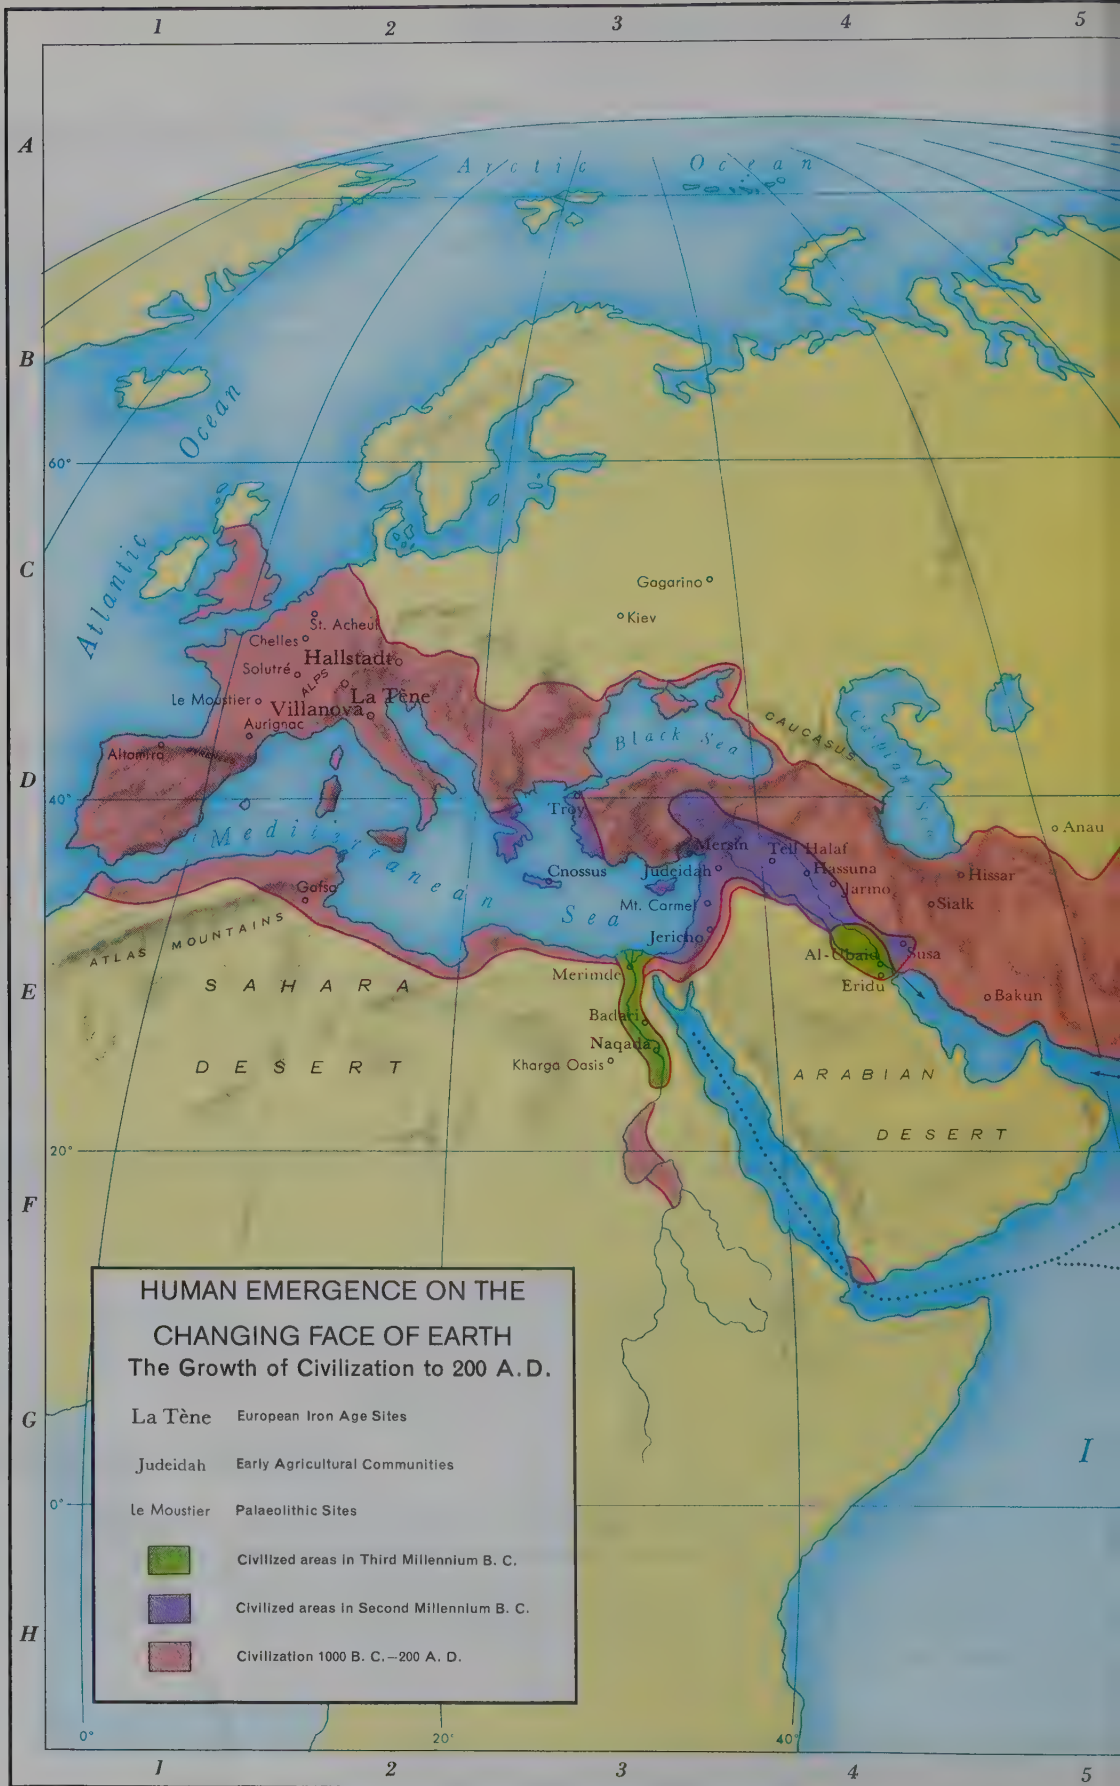 1 2 3 4 5
A
Arctic Ocean
B
Ocean
60°
Atlantic
C
Gagarino
Kiev
St. Acheul
Chelles
Hallstadt
Solutré
ALPS
Le Moustier
La Tène
Villanova
Aurignac
Altamira
PYRENEES
Black Sea
CAUCASUS
Caspian Sea
D
40°
Troy
Anau
Mediterranean Sea
Mersin
Tell Halaf
Cnossus
Judeidah
Hassuna
Hissar
Gafsa
Jarmo
Mt. Carmel
Sialk
ATLAS MOUNTAINS
Jericho
Al-Ubaid
Susa
Merimde
Eridu
E
SAHARA
Bakun
Badari
Naqada
Kharga Oasis
DESERT
ARABIAN
DESERT
20°
F
HUMAN EMERGENCE ON THE
CHANGING FACE OF EARTH
The Growth of Civilization to 200 A.D.
La Tène European Iron Age Sites
G
I
Judeidah Early Agricultural Communities
0°
Le Moustier Palaeolithic Sites
Civilized areas in Third Millennium B. C.
Civilized areas in Second Millennium B. C.
H
Civilization 1000 B. C.—200 A. D.
0° 20° 40°
1 2 3 4 5